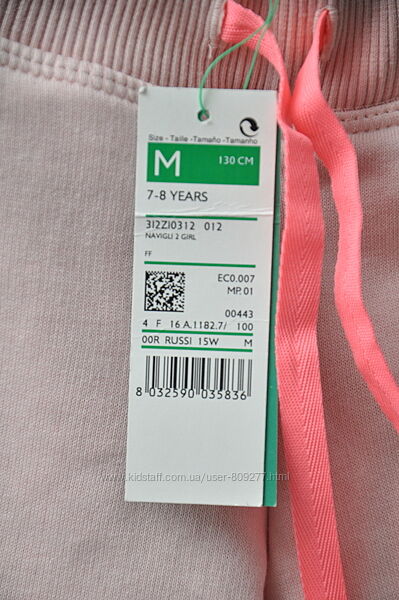 Size - Taille - Tamaño - Tamanho
M 130 CM
7-8 YEARS
3I2ZI0312 012
NAVIGLI 2 GIRL
FF
EC0.007
MP. 01
00443
4 F 16 A.1182.7/ 100
00R RUSSI 15W M
8 032590 035836
© www.kidstaff.com.ua/user-809277.html